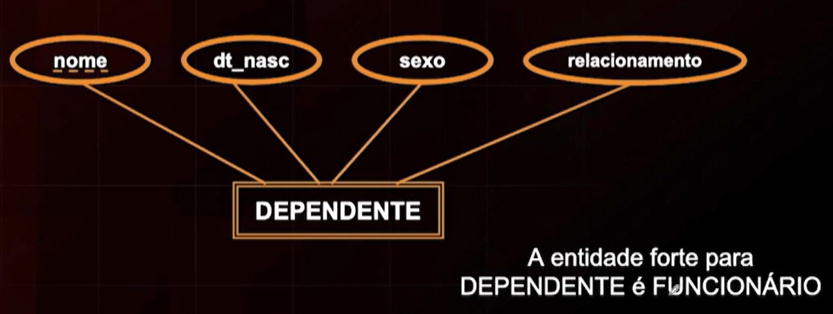 nome
dt_nasc
sexo
relacionamento
DEPENDENTE
A entidade forte para
DEPENDENTE é FUNCIONÁRIO